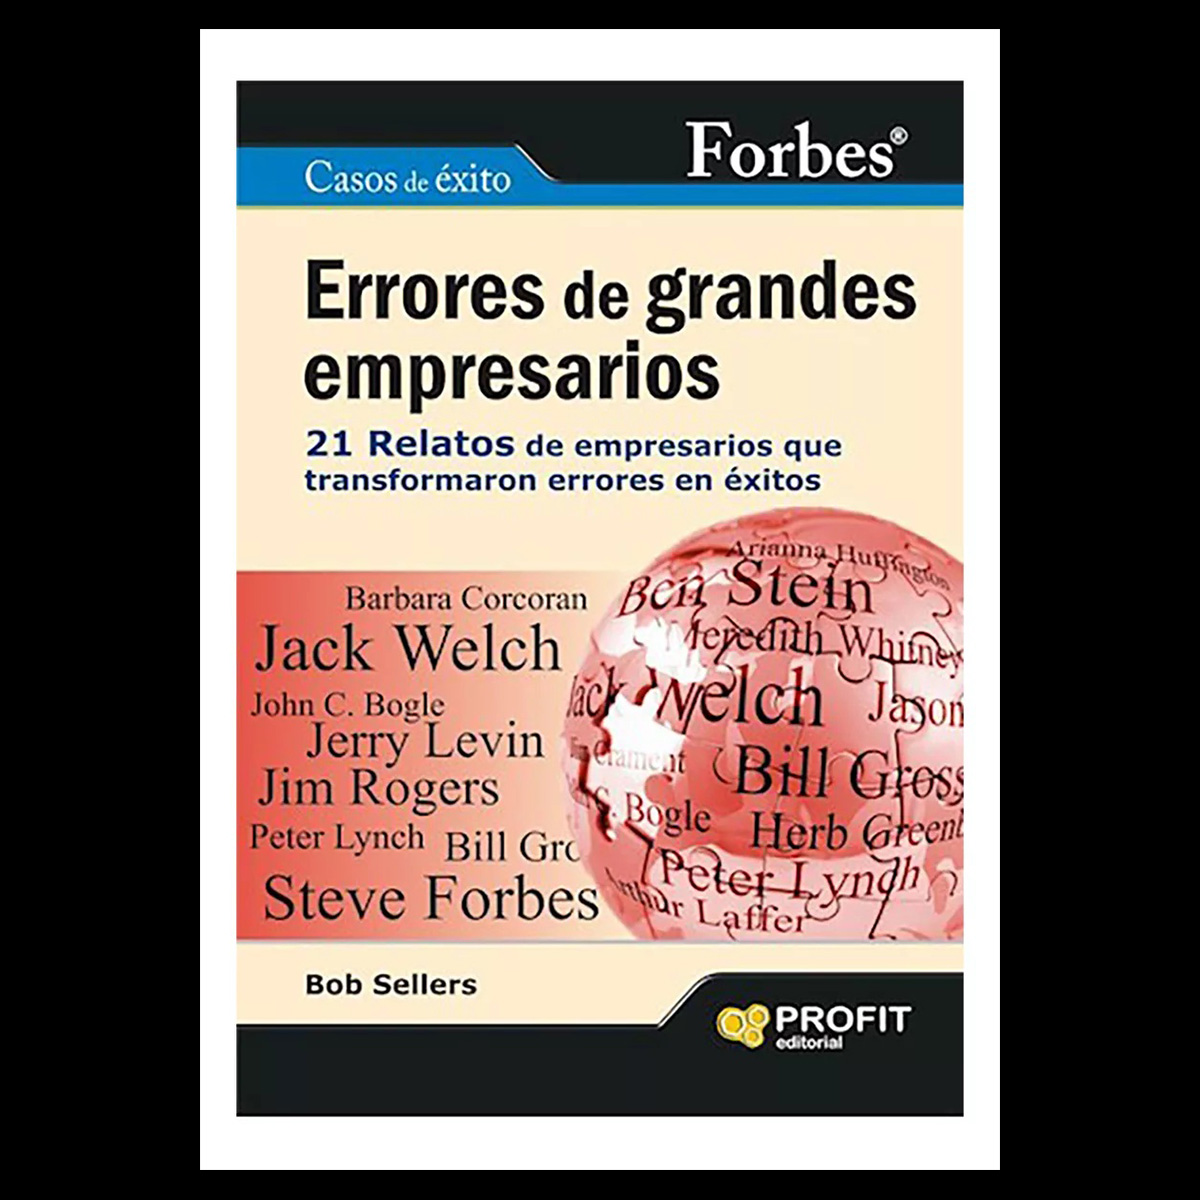 Forbes®
Casos de éxito
Errores de grandes
empresarios
21 Relatos de empresarios que
transformaron errores en éxitos
Barbara Corcoran
Jack Welch
John C. Bogle
Jerry Levin
Jim Rogers
Peter Lynch
Bill Gro
Steve Forbes
Arianna Huffington
Ben Stein
Meredith Whitney
Jack Welch
Jason
Bill Gross
C. Bogle
Herb Greent
Peter Lynch
Arthur Laffer
Bob Sellers
PROFIT
editorial